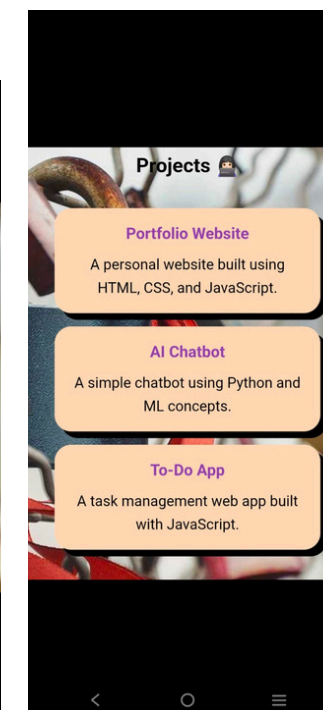 Projects 🧑🏻‍💻
Portfolio Website
A personal website built using
HTML, CSS, and JavaScript.
AI Chatbot
A simple chatbot using Python and
ML concepts.
To-Do App
A task management web app built
with JavaScript.